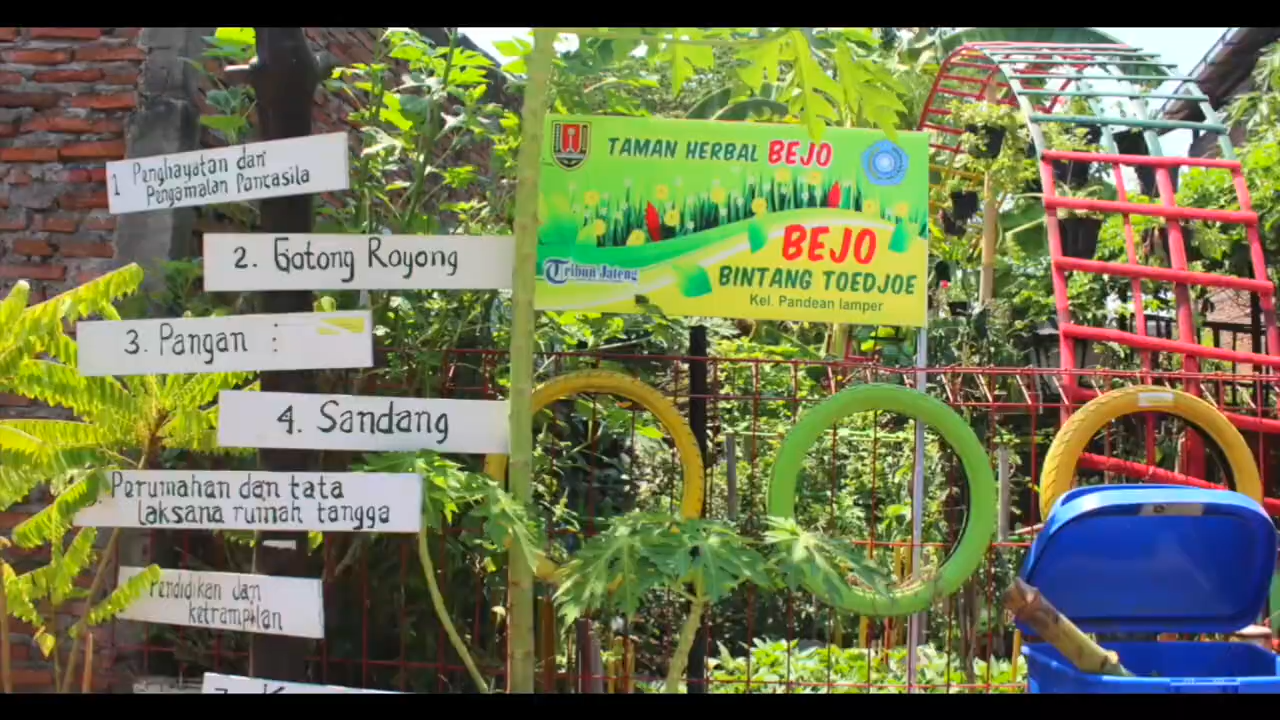 1 Penghayatan dan
Pengamalan Pancasila
2. Gotong Royong
3. Pangan :
4. Sandang
Perumahan dan tata
laksana rumah tangga
Pendidikan dan
ketrampilan
TAMAN HERBAL BEJO
BEJO
BINTANG TOEDJOE
Kel. Pandean lamper
Tribun Jateng